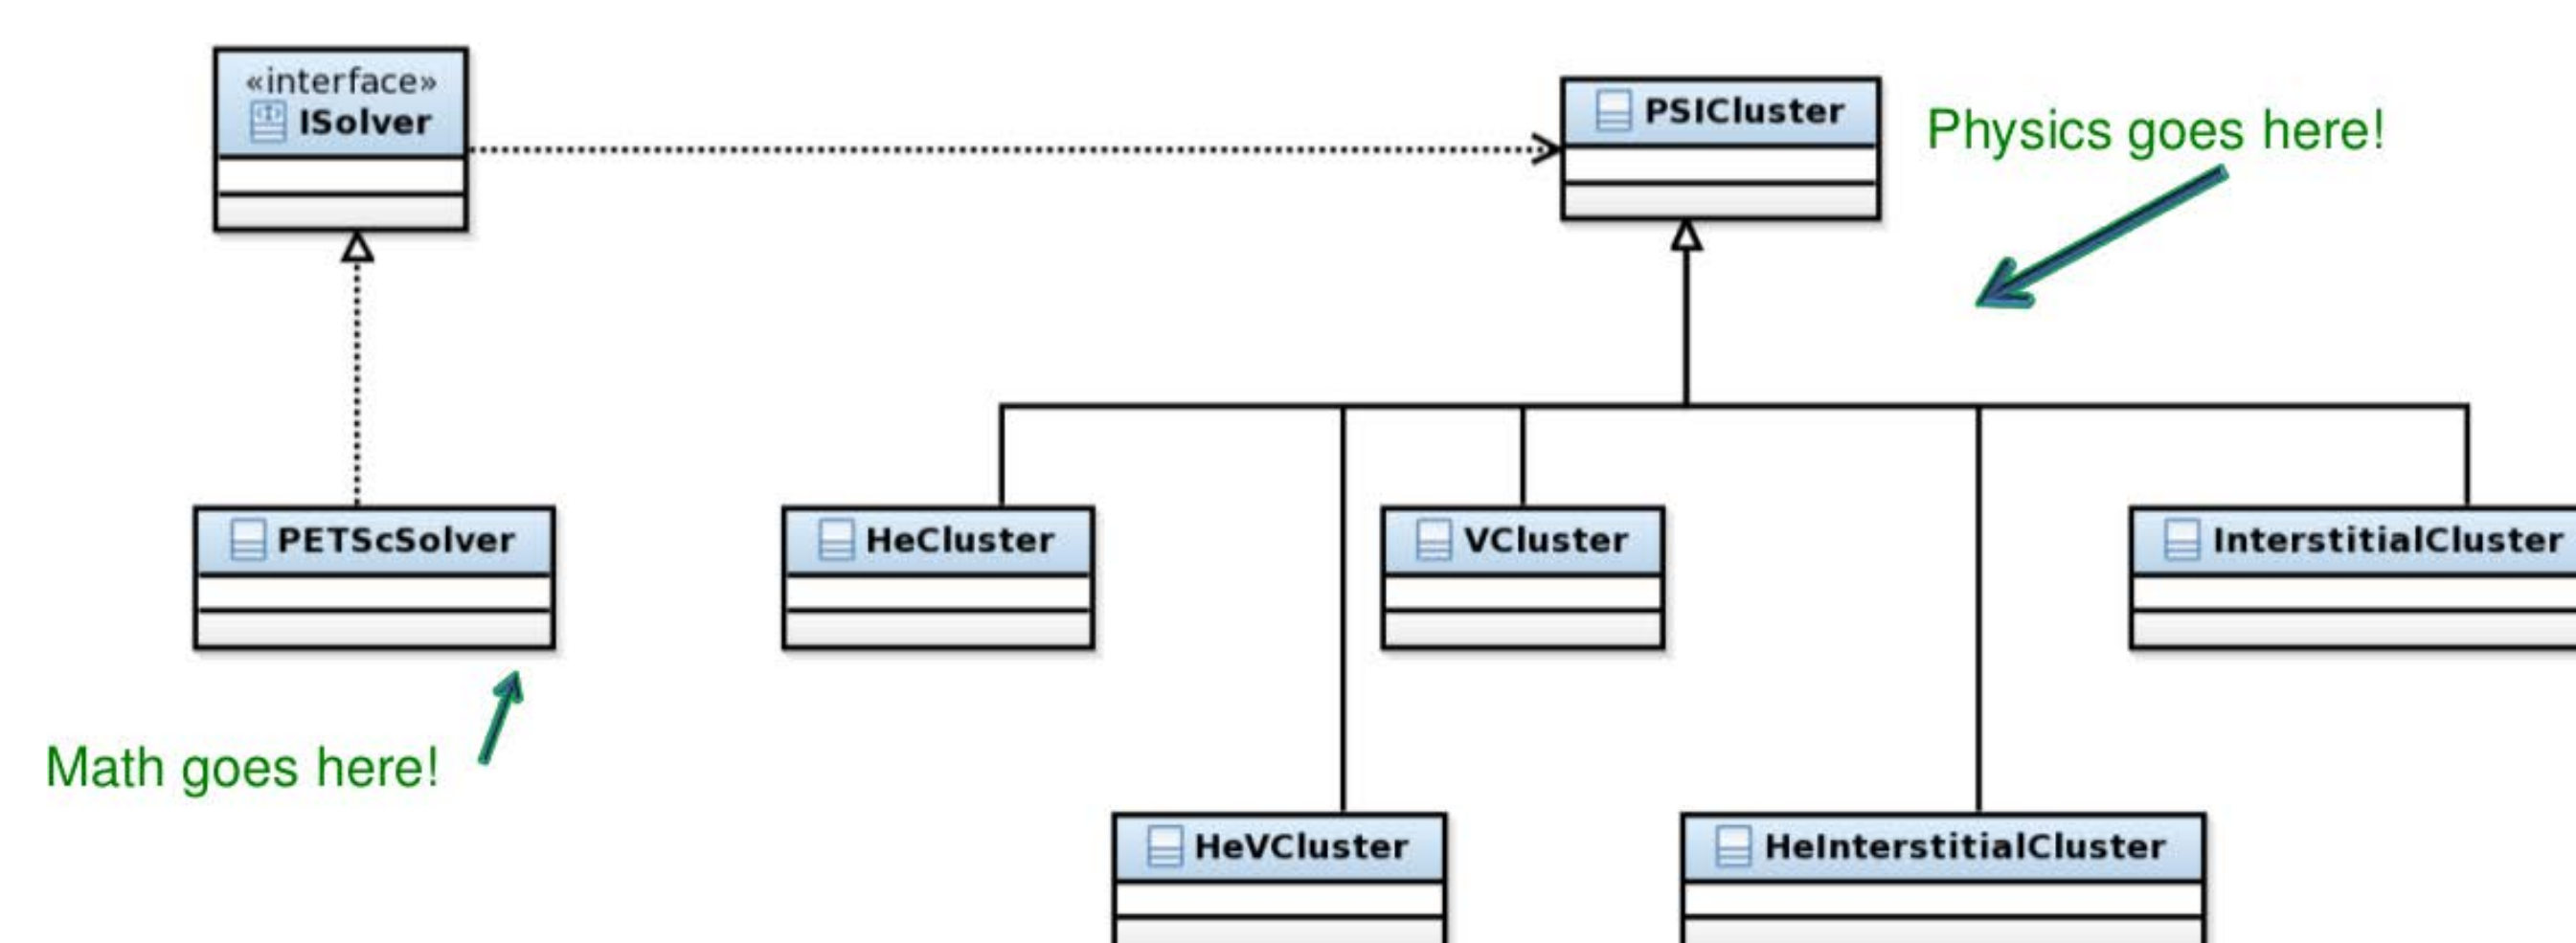 «interface»
ISolver
PSICluster
Physics goes here!
PETScSolver
HeCluster
VCluster
InterstitialCluster
Math goes here!
HeVCluster
HeInterstitialCluster